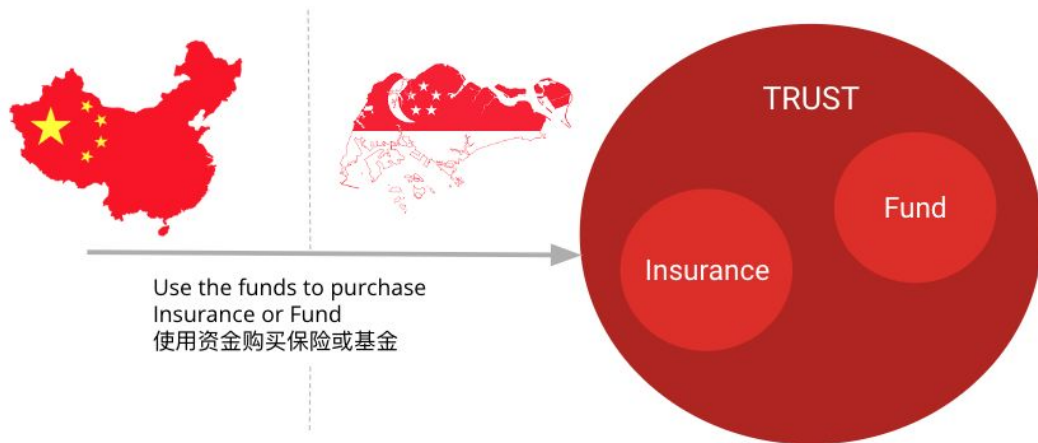 TRUST
Fund
Insurance
Use the funds to purchase
Insurance or Fund
使用资金购买保险或基金